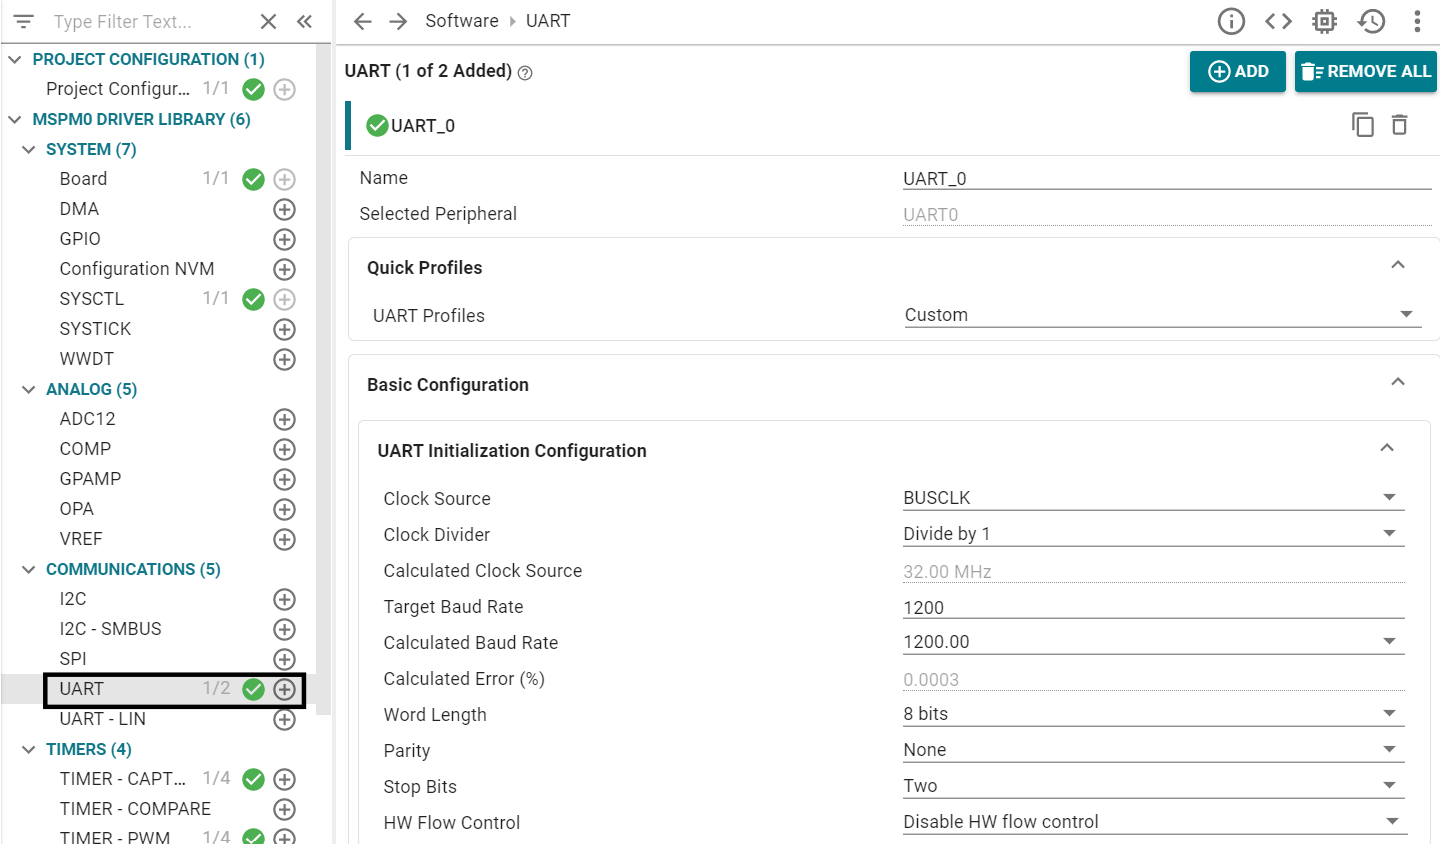 Type Filter Text...
PROJECT CONFIGURATION (1)
Project Configur... 1/1
MSPM0 DRIVER LIBRARY (6)
SYSTEM (7)
Board 1/1
DMA
GPIO
Configuration NVM
SYSCTL 1/1
SYSTICK
WWDT
ANALOG (5)
ADC12
COMP
GPAMP
OPA
VREF
COMMUNICATIONS (5)
I2C
I2C - SMBUS
SPI
UART 1/2
UART - LIN
TIMERS (4)
TIMER - CAPT... 1/4
TIMER - COMPARE
TIMER - PWM 1/4
Software UART
UART (1 of 2 Added)
ADD
REMOVE ALL
UART_0
Name UART_0
Selected Peripheral UART0
Quick Profiles
UART Profiles Custom
Basic Configuration
UART Initialization Configuration
Clock Source BUSCLK
Clock Divider Divide by 1
Calculated Clock Source 32.00 MHz
Target Baud Rate 1200
Calculated Baud Rate 1200.00
Calculated Error (%) 0.0003
Word Length 8 bits
Parity None
Stop Bits Two
HW Flow Control Disable HW flow control